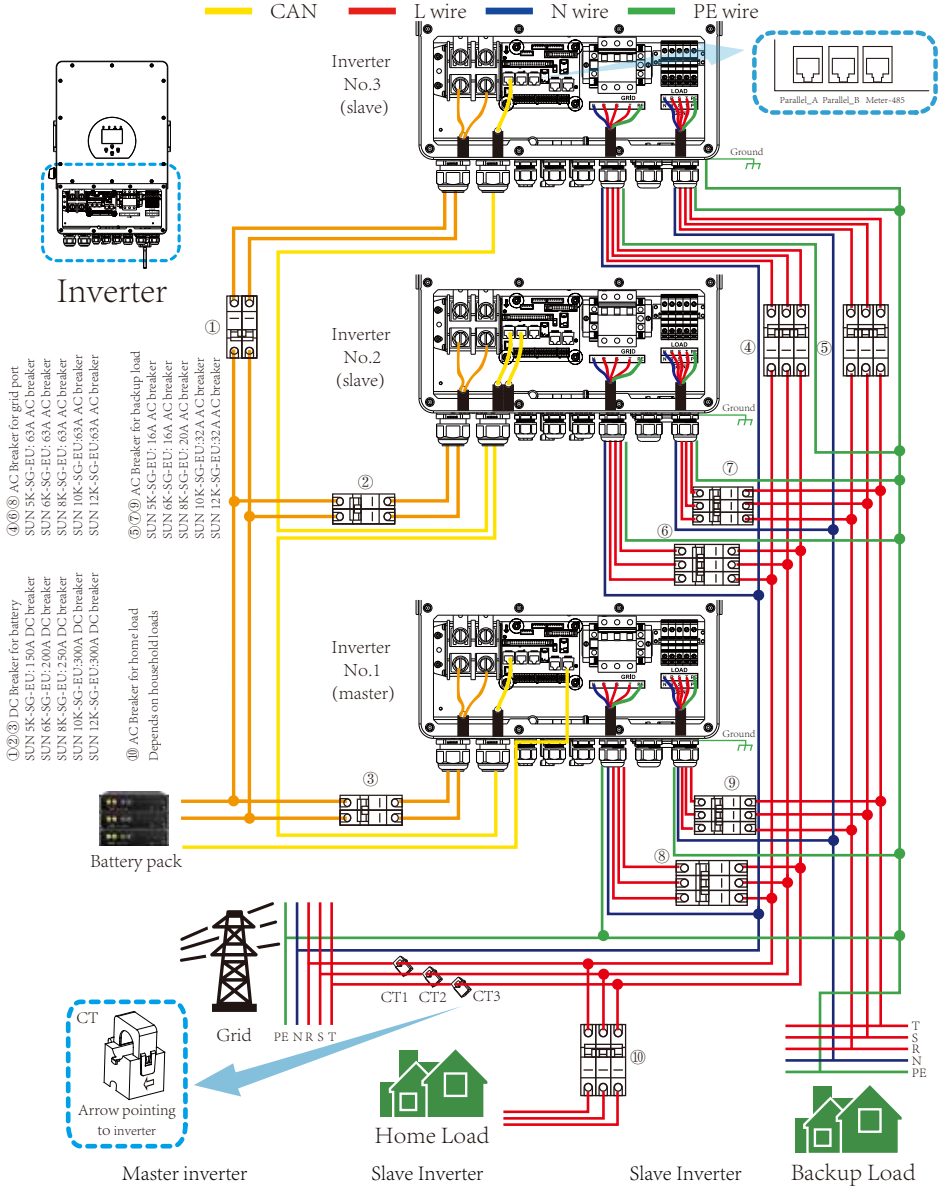 CAN
L wire
N wire
PE wire
Inverter
No.3
(slave)
GRID
LOAD
Ground
Parallel_A Parallel_B Meter-485
Inverter
①
Inverter
No.2
(slave)
GRID
LOAD
Ground
④
⑤
②
⑦
⑥
④⑥⑧ AC Breaker for grid port
SUN 5K-SG-EU: 63A AC breaker
SUN 6K-SG-EU: 63A AC breaker
SUN 8K-SG-EU: 63A AC breaker
SUN 10K-SG-EU:63A AC breaker
SUN 12K-SG-EU:63A AC breaker
⑤⑦⑨ AC Breaker for backup load
SUN 5K-SG-EU: 16A AC breaker
SUN 6K-SG-EU: 16A AC breaker
SUN 8K-SG-EU: 20A AC breaker
SUN 10K-SG-EU:32A AC breaker
SUN 12K-SG-EU:32A AC breaker
①②③ DC Breaker for battery
SUN 5K-SG-EU: 150A DC breaker
SUN 6K-SG-EU: 200A DC breaker
SUN 8K-SG-EU: 250A DC breaker
SUN 10K-SG-EU:300A DC breaker
SUN 12K-SG-EU:300A DC breaker
⑩ AC Breaker for home load
Depends on household loads
Inverter
No.1
(master)
GRID
LOAD
Ground
③
⑨
⑧
Battery pack
CT1 CT2 CT3
Grid
PE N R S T
CT
Arrow pointing
to inverter
⑩
Home Load
T
S
R
N
PE
Backup Load
Master inverter
Slave Inverter
Slave Inverter